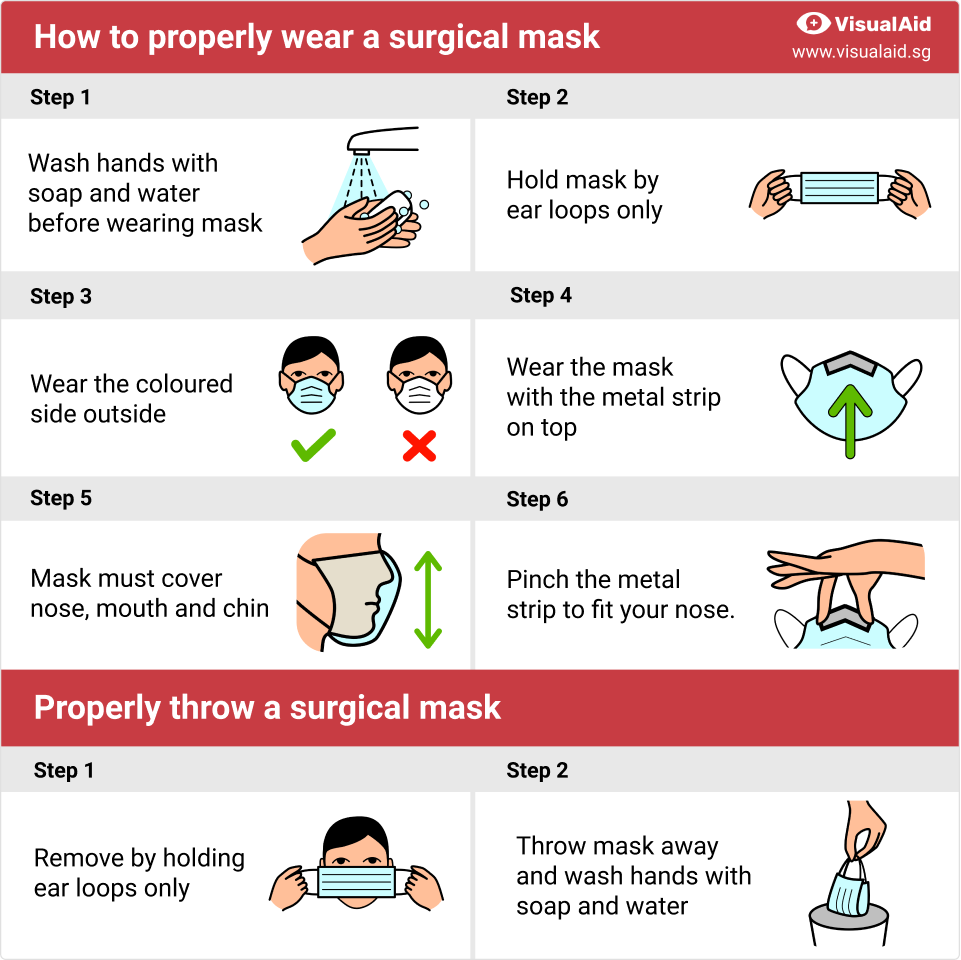 How to properly wear a surgical mask
VisualAid
www.visualaid.sg
Step 1
Wash hands with
soap and water
before wearing mask
Step 2
Hold mask by
ear loops only
Step 3
Wear the coloured
side outside
Step 4
Wear the mask
with the metal strip
on top
Step 5
Mask must cover
nose, mouth and chin
Step 6
Pinch the metal
strip to fit your nose.
Properly throw a surgical mask
Step 1
Remove by holding
ear loops only
Step 2
Throw mask away
and wash hands with
soap and water